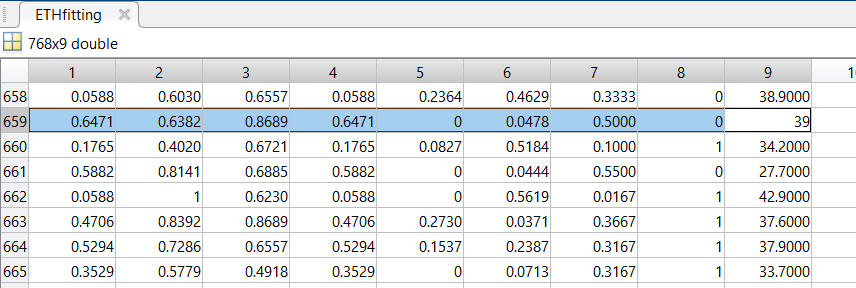 ETHfitting
768x9 double
1 2 3 4 5 6 7 8 9
658 0.0588 0.6030 0.6557 0.0588 0.2364 0.4629 0.3333 0 38.9000
659 0.6471 0.6382 0.8689 0.6471 0 0.0478 0.5000 0 39
660 0.1765 0.4020 0.6721 0.1765 0.0827 0.5184 0.1000 1 34.2000
661 0.5882 0.8141 0.6885 0.5882 0 0.0444 0.5500 0 27.7000
662 0.0588 1 0.6230 0.0588 0 0.5619 0.0167 1 42.9000
663 0.4706 0.8392 0.8689 0.4706 0.2730 0.0371 0.3667 1 37.6000
664 0.5294 0.7286 0.6557 0.5294 0.1537 0.2387 0.3167 1 37.9000
665 0.3529 0.5779 0.4918 0.3529 0 0.0713 0.3167 1 33.7000